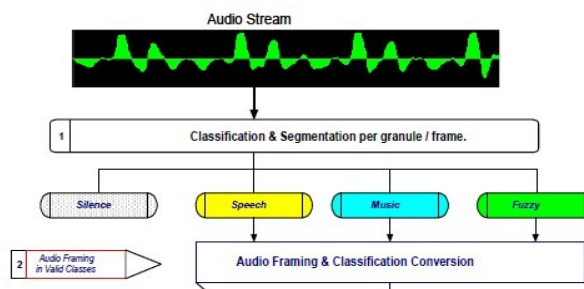 Audio Stream
1 Classification & Segmentation per granule / frame.
Silence Speech Music Fuzzy
2 Audio Framing
in Valid Classes
Audio Framing & Classification Conversion